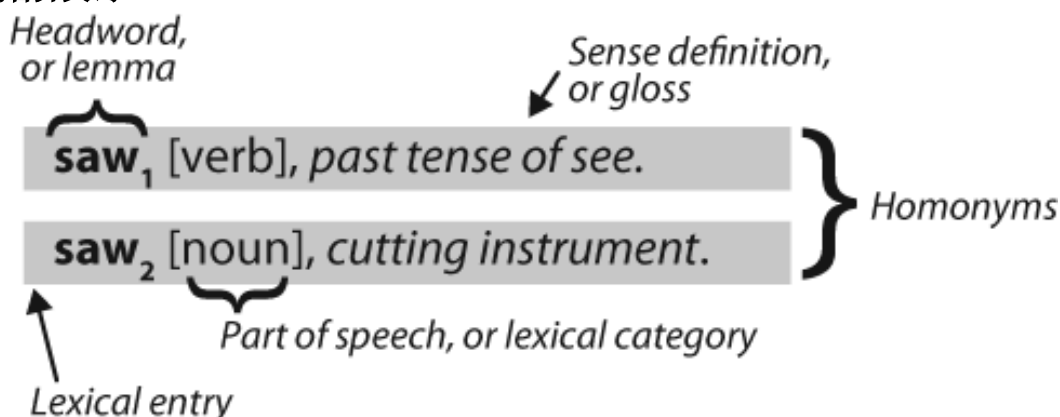 Headword,
or lemma
Sense definition,
or gloss
saw1 [verb], past tense of see.
Homonyms
saw2 [noun], cutting instrument.
Part of speech, or lexical category
Lexical entry